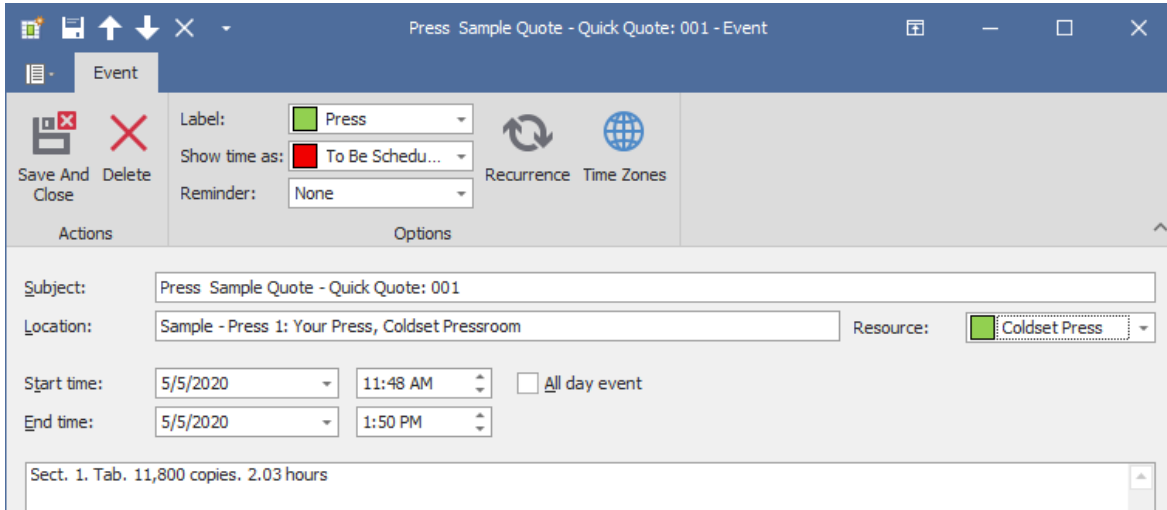 Press  Sample Quote - Quick Quote: 001 - Event
Event
Save And Close
Delete
Actions
Label:
Press
Show time as:
To Be Schedu...
Reminder:
None
Recurrence
Time Zones
Options
Subject:
Press  Sample Quote - Quick Quote: 001
Location:
Sample - Press 1: Your Press, Coldset Pressroom
Resource:
Coldset Press
Start time:
5/5/2020
11:48 AM
All day event
End time:
5/5/2020
1:50 PM
Sect. 1. Tab. 11,800 copies. 2.03 hours